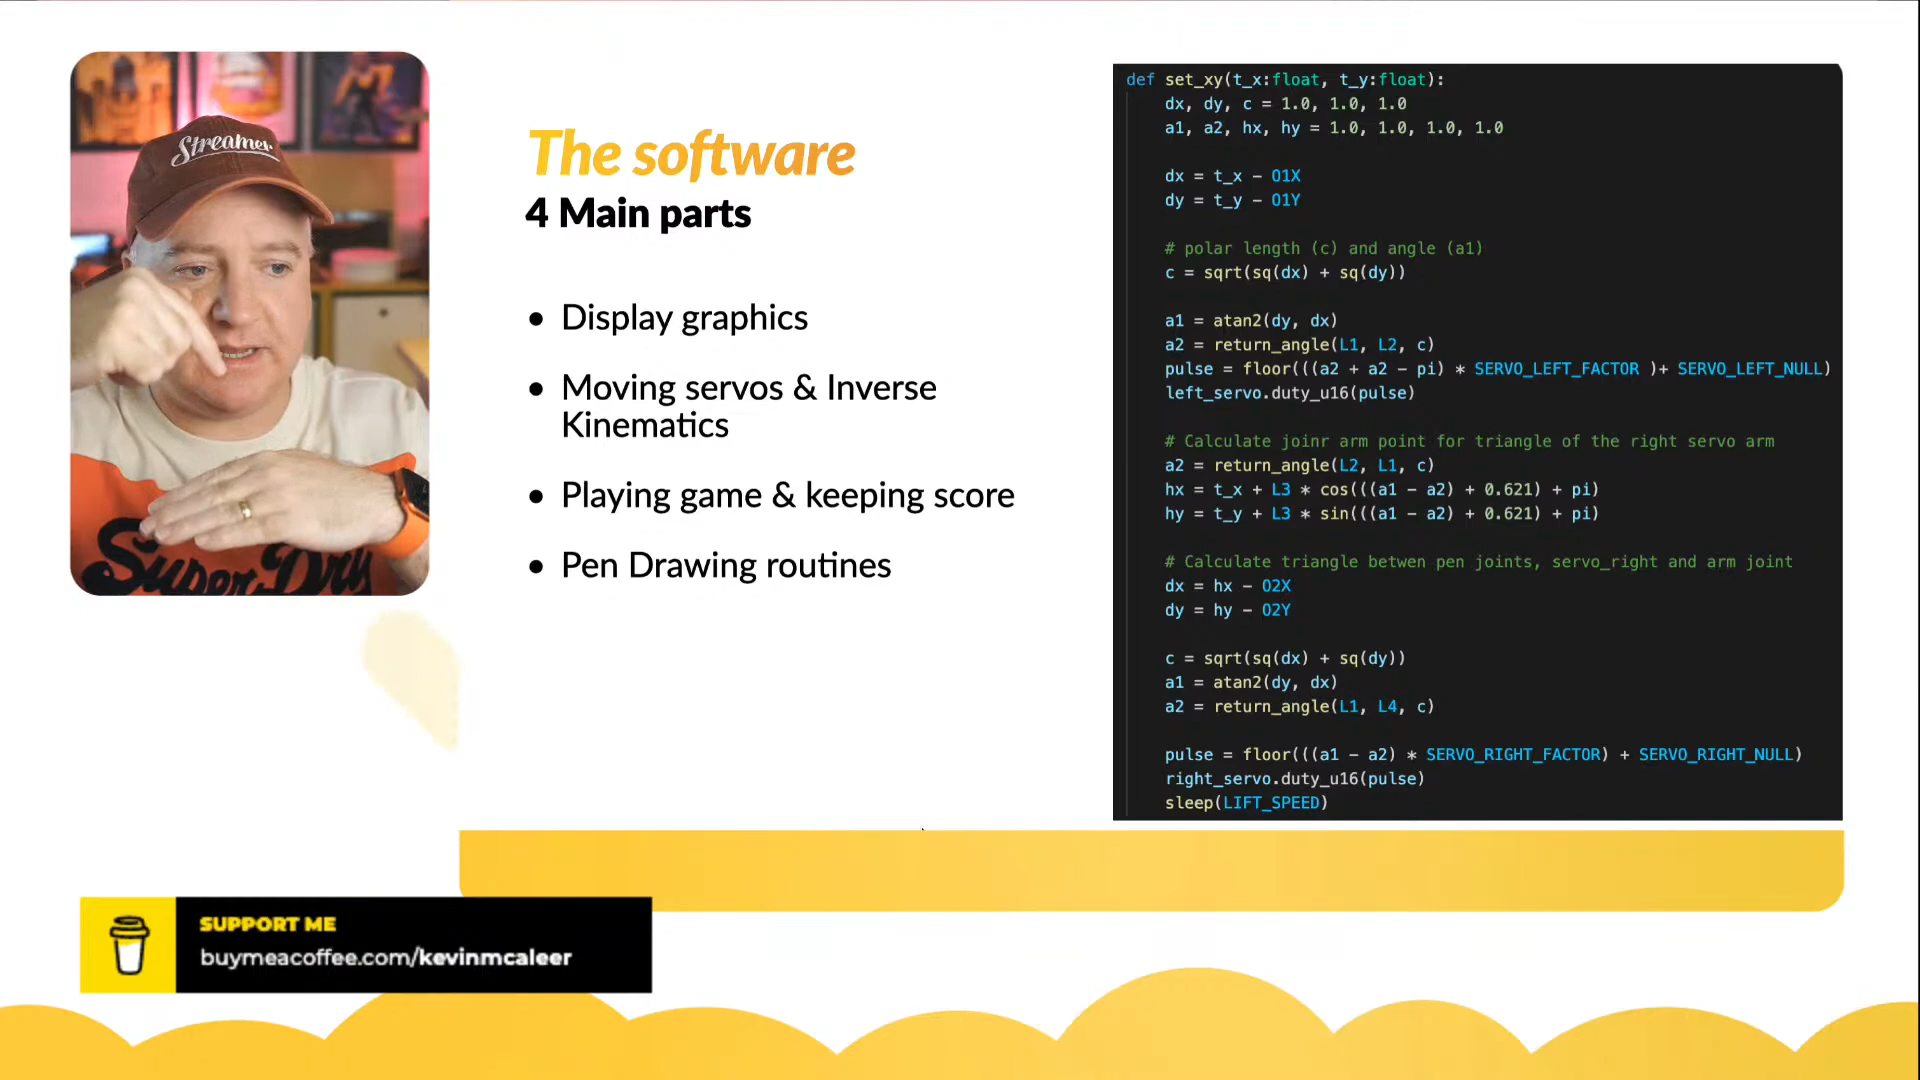 Streamer
Super Dry
The software
4 Main parts
• Display graphics
• Moving servos & Inverse
Kinematics
• Playing game & keeping score
• Pen Drawing routines
def set_xy(t_x:float, t_y:float):
dx, dy, c = 1.0, 1.0, 1.0
a1, a2, hx, hy = 1.0, 1.0, 1.0, 1.0
dx = t_x - O1X
dy = t_y - O1Y
# polar length (c) and angle (a1)
c = sqrt(sq(dx) + sq(dy))
a1 = atan2(dy, dx)
a2 = return_angle(L1, L2, c)
pulse = floor(((a2 + a2 - pi) * SERVO_LEFT_FACTOR )+ SERVO_LEFT_NULL)
left_servo.duty_u16(pulse)
# Calculate joinr arm point for triangle of the right servo arm
a2 = return_angle(L2, L1, c)
hx = t_x + L3 * cos(((a1 - a2) + 0.621) + pi)
hy = t_y + L3 * sin(((a1 - a2) + 0.621) + pi)
# Calculate triangle betwen pen joints, servo_right and arm joint
dx = hx - O2X
dy = hy - O2Y
c = sqrt(sq(dx) + sq(dy))
a1 = atan2(dy, dx)
a2 = return_angle(L1, L4, c)
pulse = floor(((a1 - a2) * SERVO_RIGHT_FACTOR) + SERVO_RIGHT_NULL)
right_servo.duty_u16(pulse)
sleep(LIFT_SPEED)
SUPPORT ME
buymeacoffee.com/kevinmcaleer